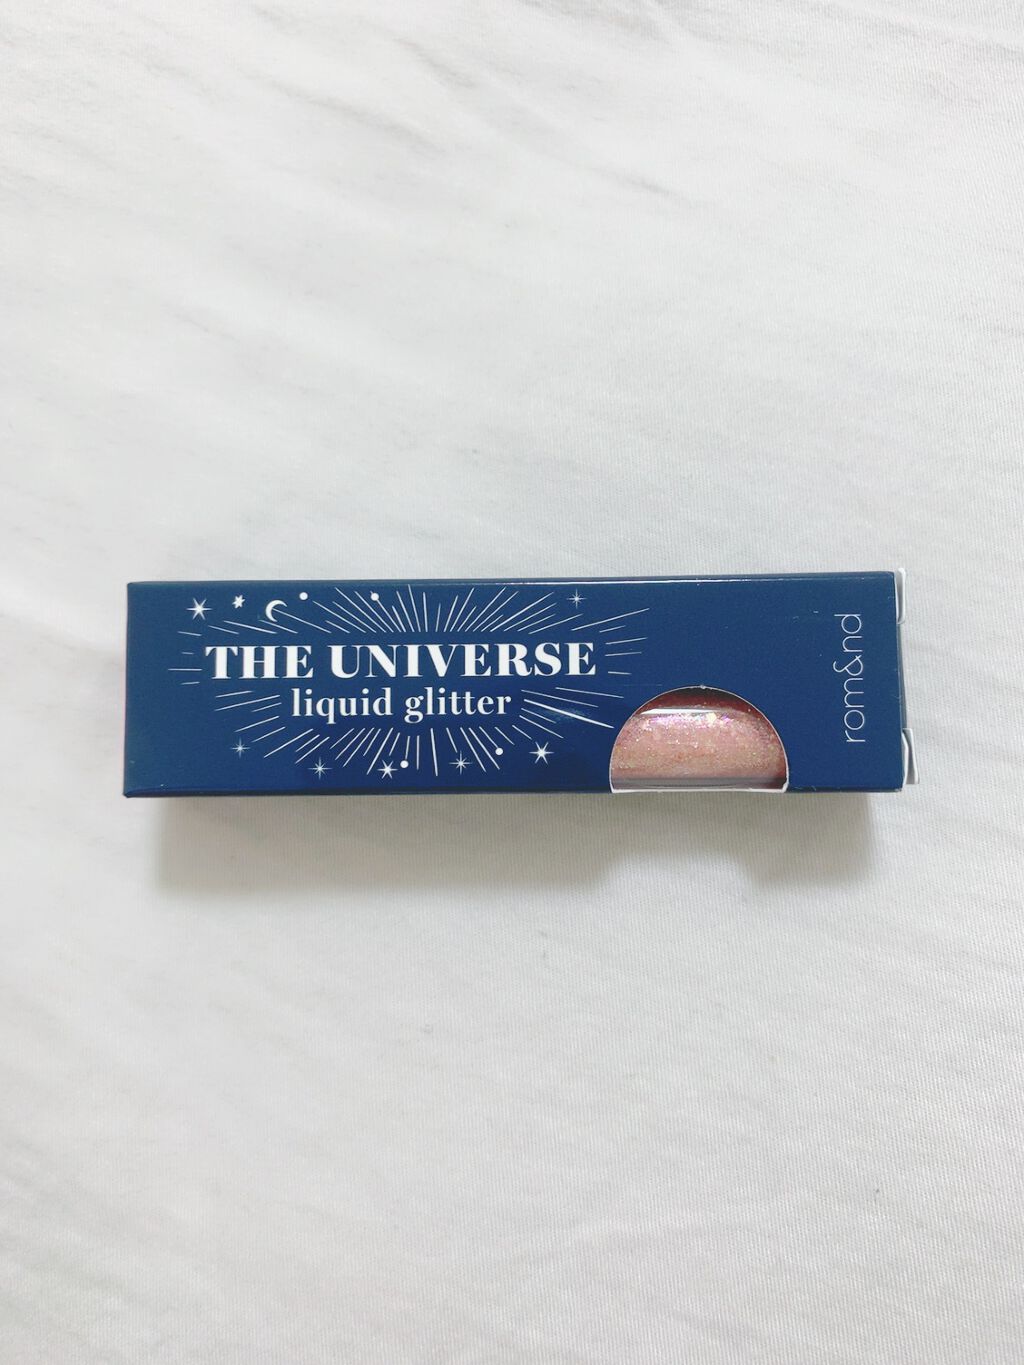 THE UNIVERSE
liquid glitter
rom&nd